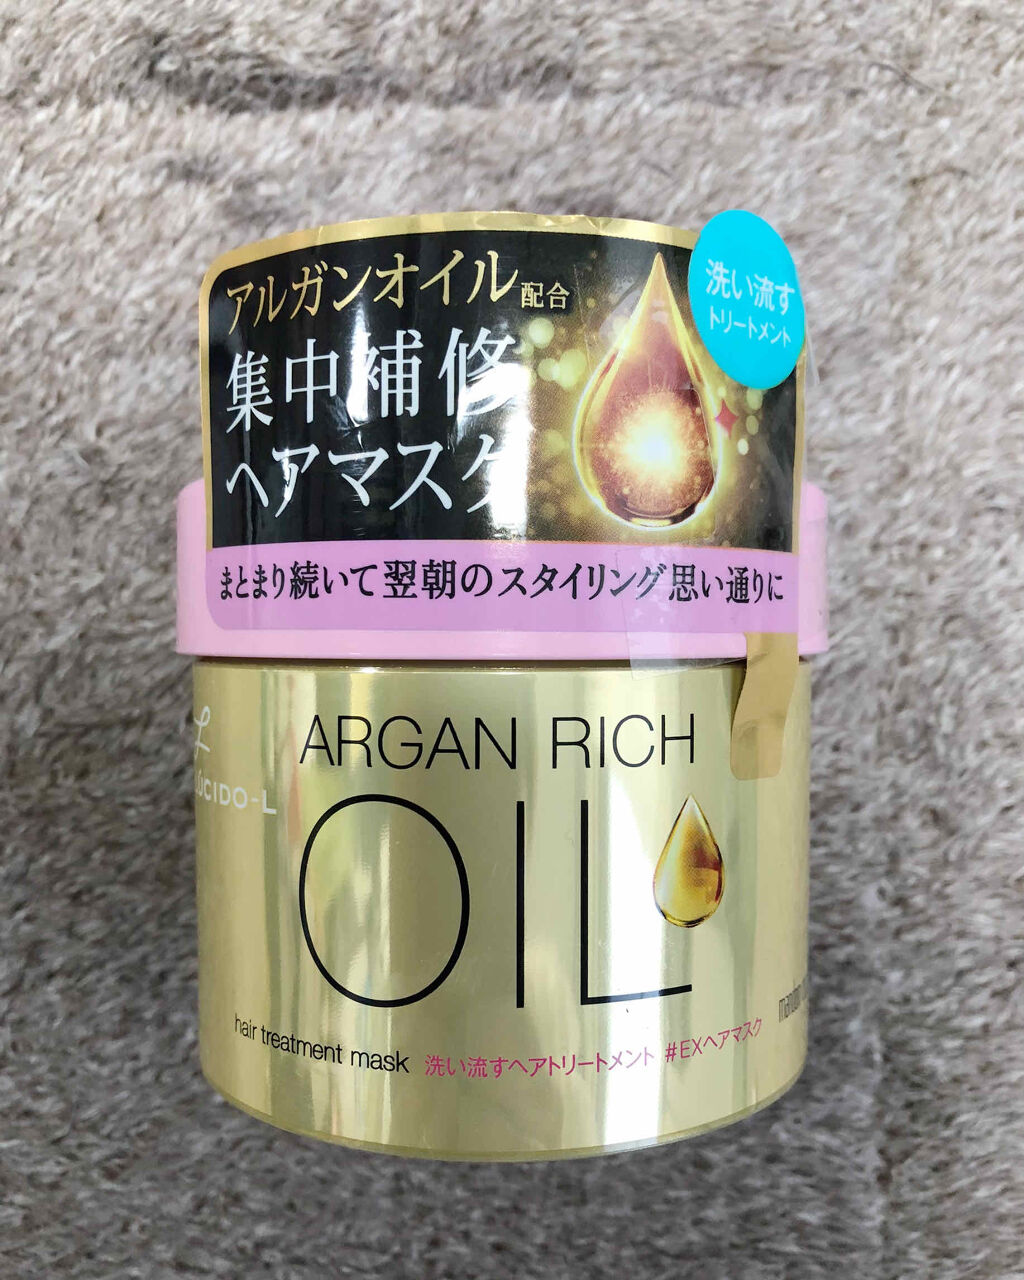 アルガンオイル配合
集中補修
ヘアマスク
洗い流す
トリートメント
まとまり続いて翌朝のスタイリング思い通りに
ARGAN RICH
LÚCIDO-L
OIL
hair treatment mask 洗い流すヘアトリートメント #EXヘアマスク